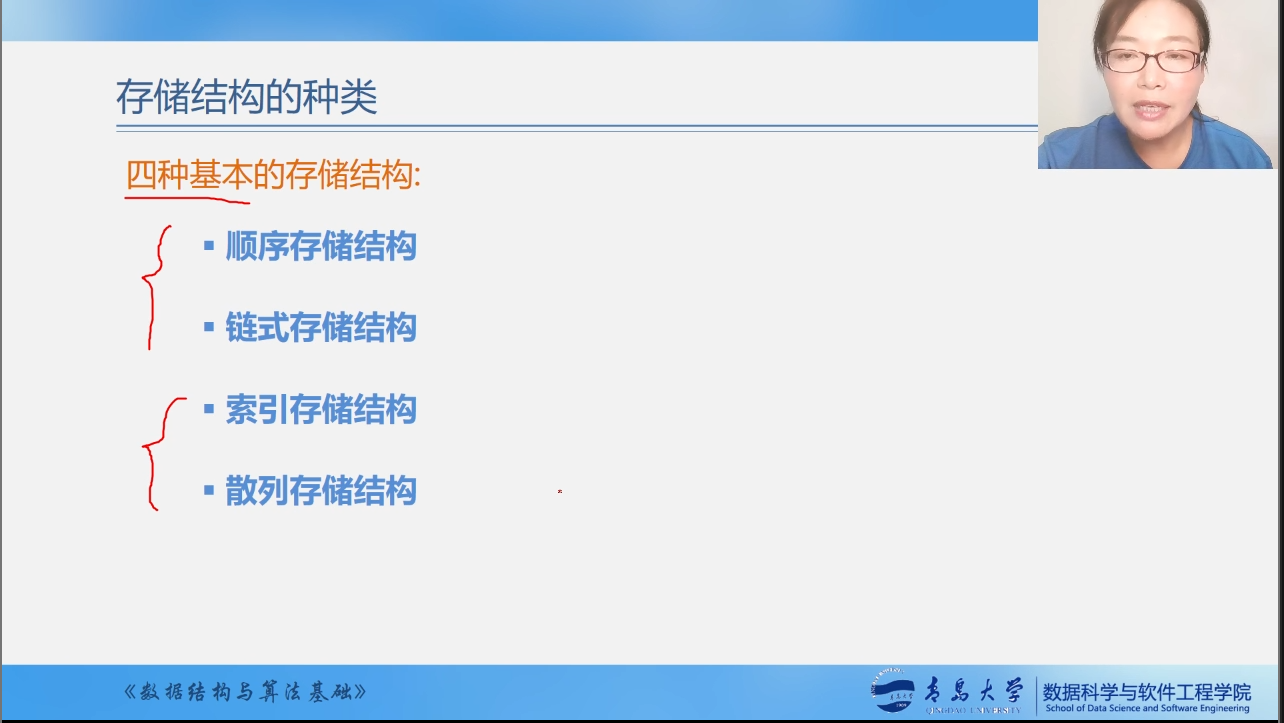 存储结构的种类
四种基本的存储结构:
▪ 顺序存储结构
▪ 链式存储结构
▪ 索引存储结构
▪ 散列存储结构
《数据结构与算法基础》
青岛大学
QINGDAO UNIVERSITY
数据科学与软件工程学院
School of Data Science and Software Engineering